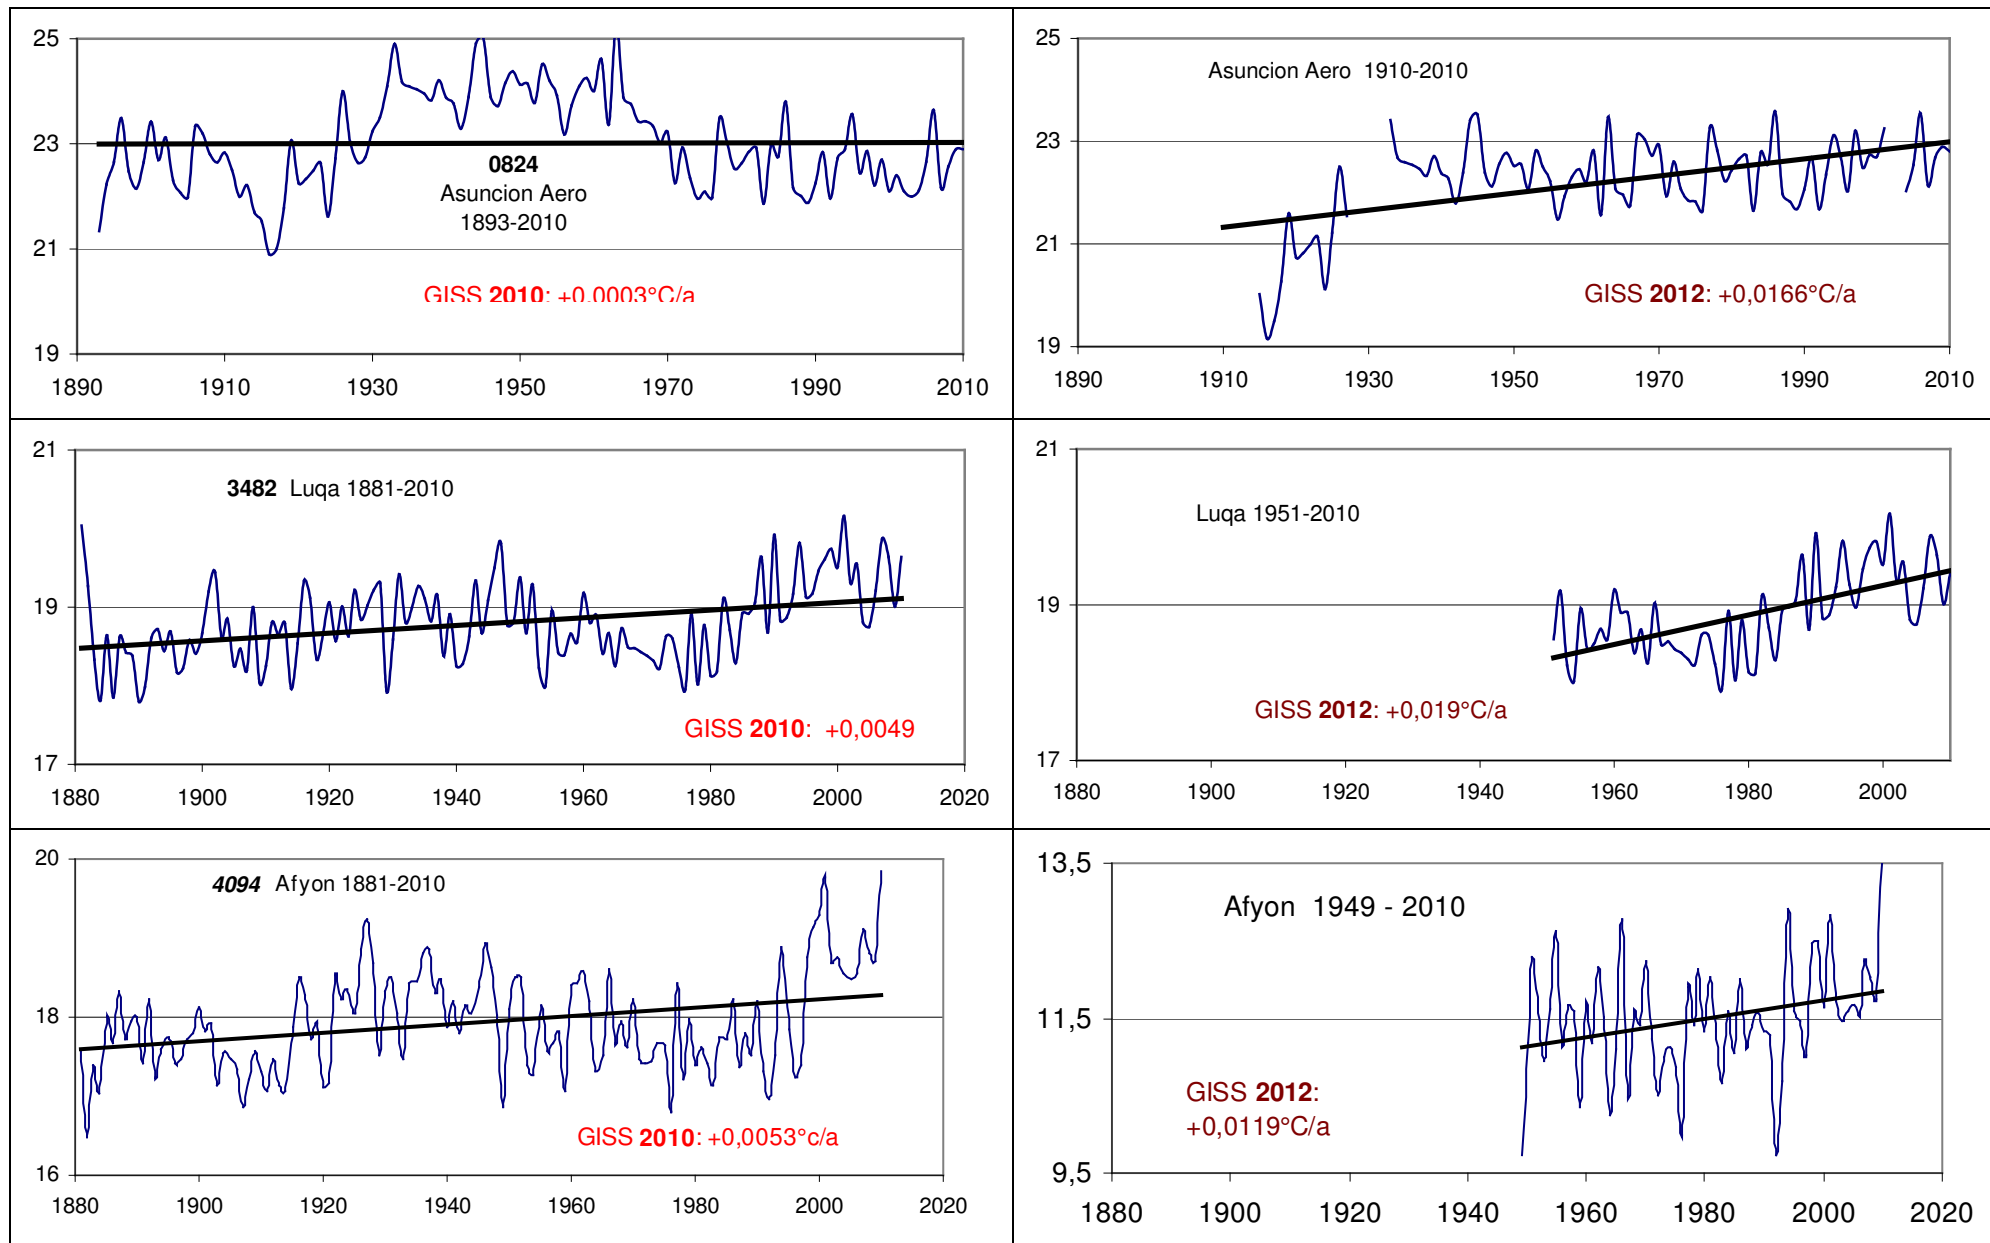 25
23
21
19
0824
Asuncion Aero
1893-2010
GISS 2010: +0.0003°C/a
1890 1910 1930 1950 1970 1990 2010
25
23
21
19
Asuncion Aero 1910-2010
GISS 2012: +0,0166°C/a
1890 1910 1930 1950 1970 1990 2010
21
19
17
3482 Luqa 1881-2010
GISS 2010: +0,0049
1880 1900 1920 1940 1960 1980 2000 2020
21
19
17
Luqa 1951-2010
GISS 2012: +0,019°C/a
1880 1900 1920 1940 1960 1980 2000
20
18
16
4094 Afyon 1881-2010
GISS 2010: +0,0053°c/a
1880 1900 1920 1940 1960 1980 2000 2020
13,5
11,5
9,5
Afyon 1949 - 2010
GISS 2012:
+0,0119°C/a
1880 1900 1920 1940 1960 1980 2000 2020